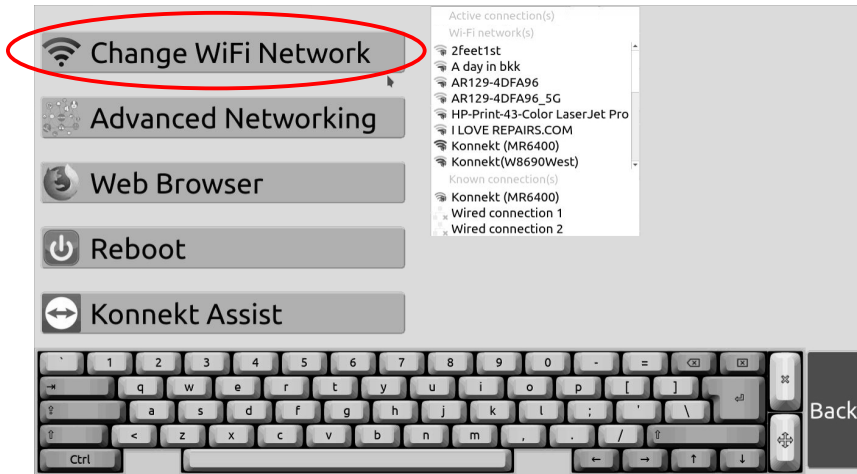 Change WiFi Network
Advanced Networking
Web Browser
Reboot
Konnekt Assist
Active connection(s)
Wi-Fi network(s)
2feet1st
A day in bkk
AR129-4DFA96
AR129-4DFA96_5G
HP-Print-43-Color LaserJet Pro
I LOVE REPAIRS.COM
Konnekt (MR6400)
Konnekt(W8690West)
Known connection(s)
Konnekt (MR6400)
Wired connection 1
Wired connection 2
` 1 2 3 4 5 6 7 8 9 0 - =
q w e r t y u i o p [ ]
a s d f g h j k l ; ' \
< z x c v b n m , . /
Ctrl ← → ↑ ↓
Back